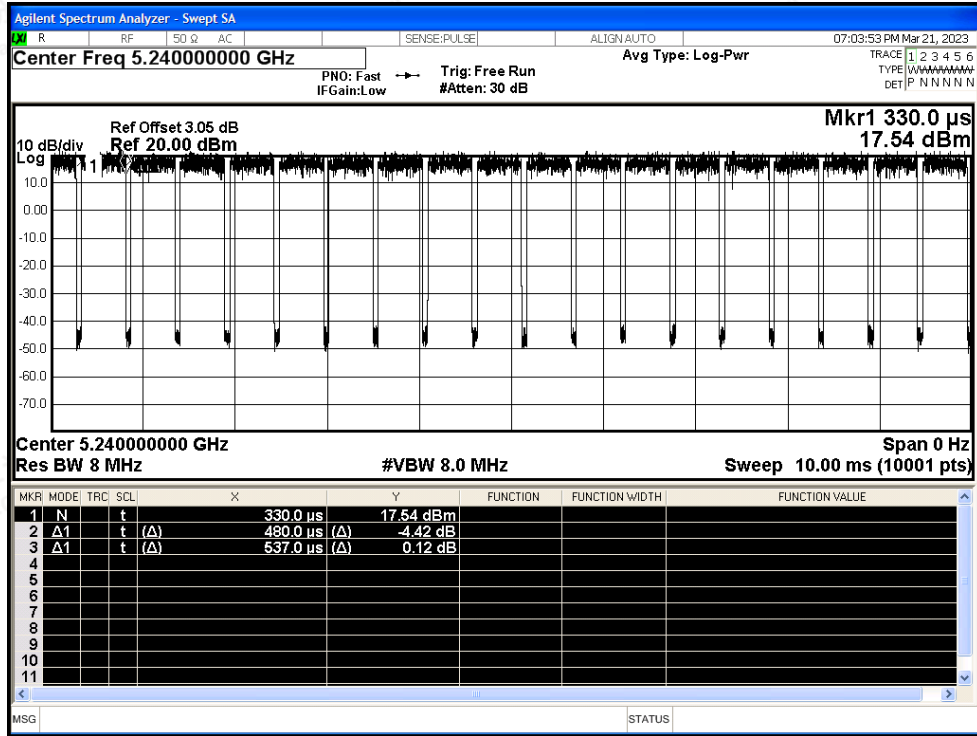 Agilent Spectrum Analyzer - Swept SA
LXI R RF 50 Ω AC SENSE:PULSE ALIGN AUTO 07:03:53 PM Mar 21, 2023
Center Freq 5.240000000 GHz
PNO: Fast
IFGain:Low
Trig: Free Run
#Atten: 30 dB
Avg Type: Log-Pwr
TRACE 1 2 3 4 5 6
TYPE W
DET P N N N N N
Mkr1 330.0 µs
17.54 dBm
Ref Offset 3.05 dB
10 dB/div Ref 20.00 dBm
Log
1
10.0
0.00
-10.0
-20.0
-30.0
-40.0
-50.0
-60.0
-70.0
Center 5.240000000 GHz Span 0 Hz
Res BW 8 MHz #VBW 8.0 MHz Sweep 10.00 ms (10001 pts)
MKR MODE TRC SCL X Y FUNCTION FUNCTION WIDTH FUNCTION VALUE
1 N t 330.0 µs 17.54 dBm
2 Δ1 t (Δ) 480.0 µs (Δ) -4.42 dB
3 Δ1 t (Δ) 537.0 µs (Δ) 0.12 dB
4
5
6
7
8
9
10
11
MSG STATUS